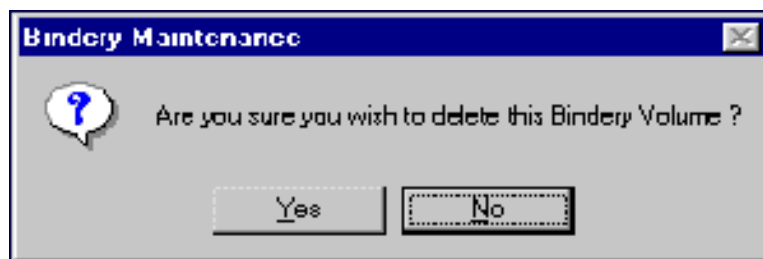 Bindery Maintenance
Are you sure you wish to delete this Bindery Volume ?
Yes
No